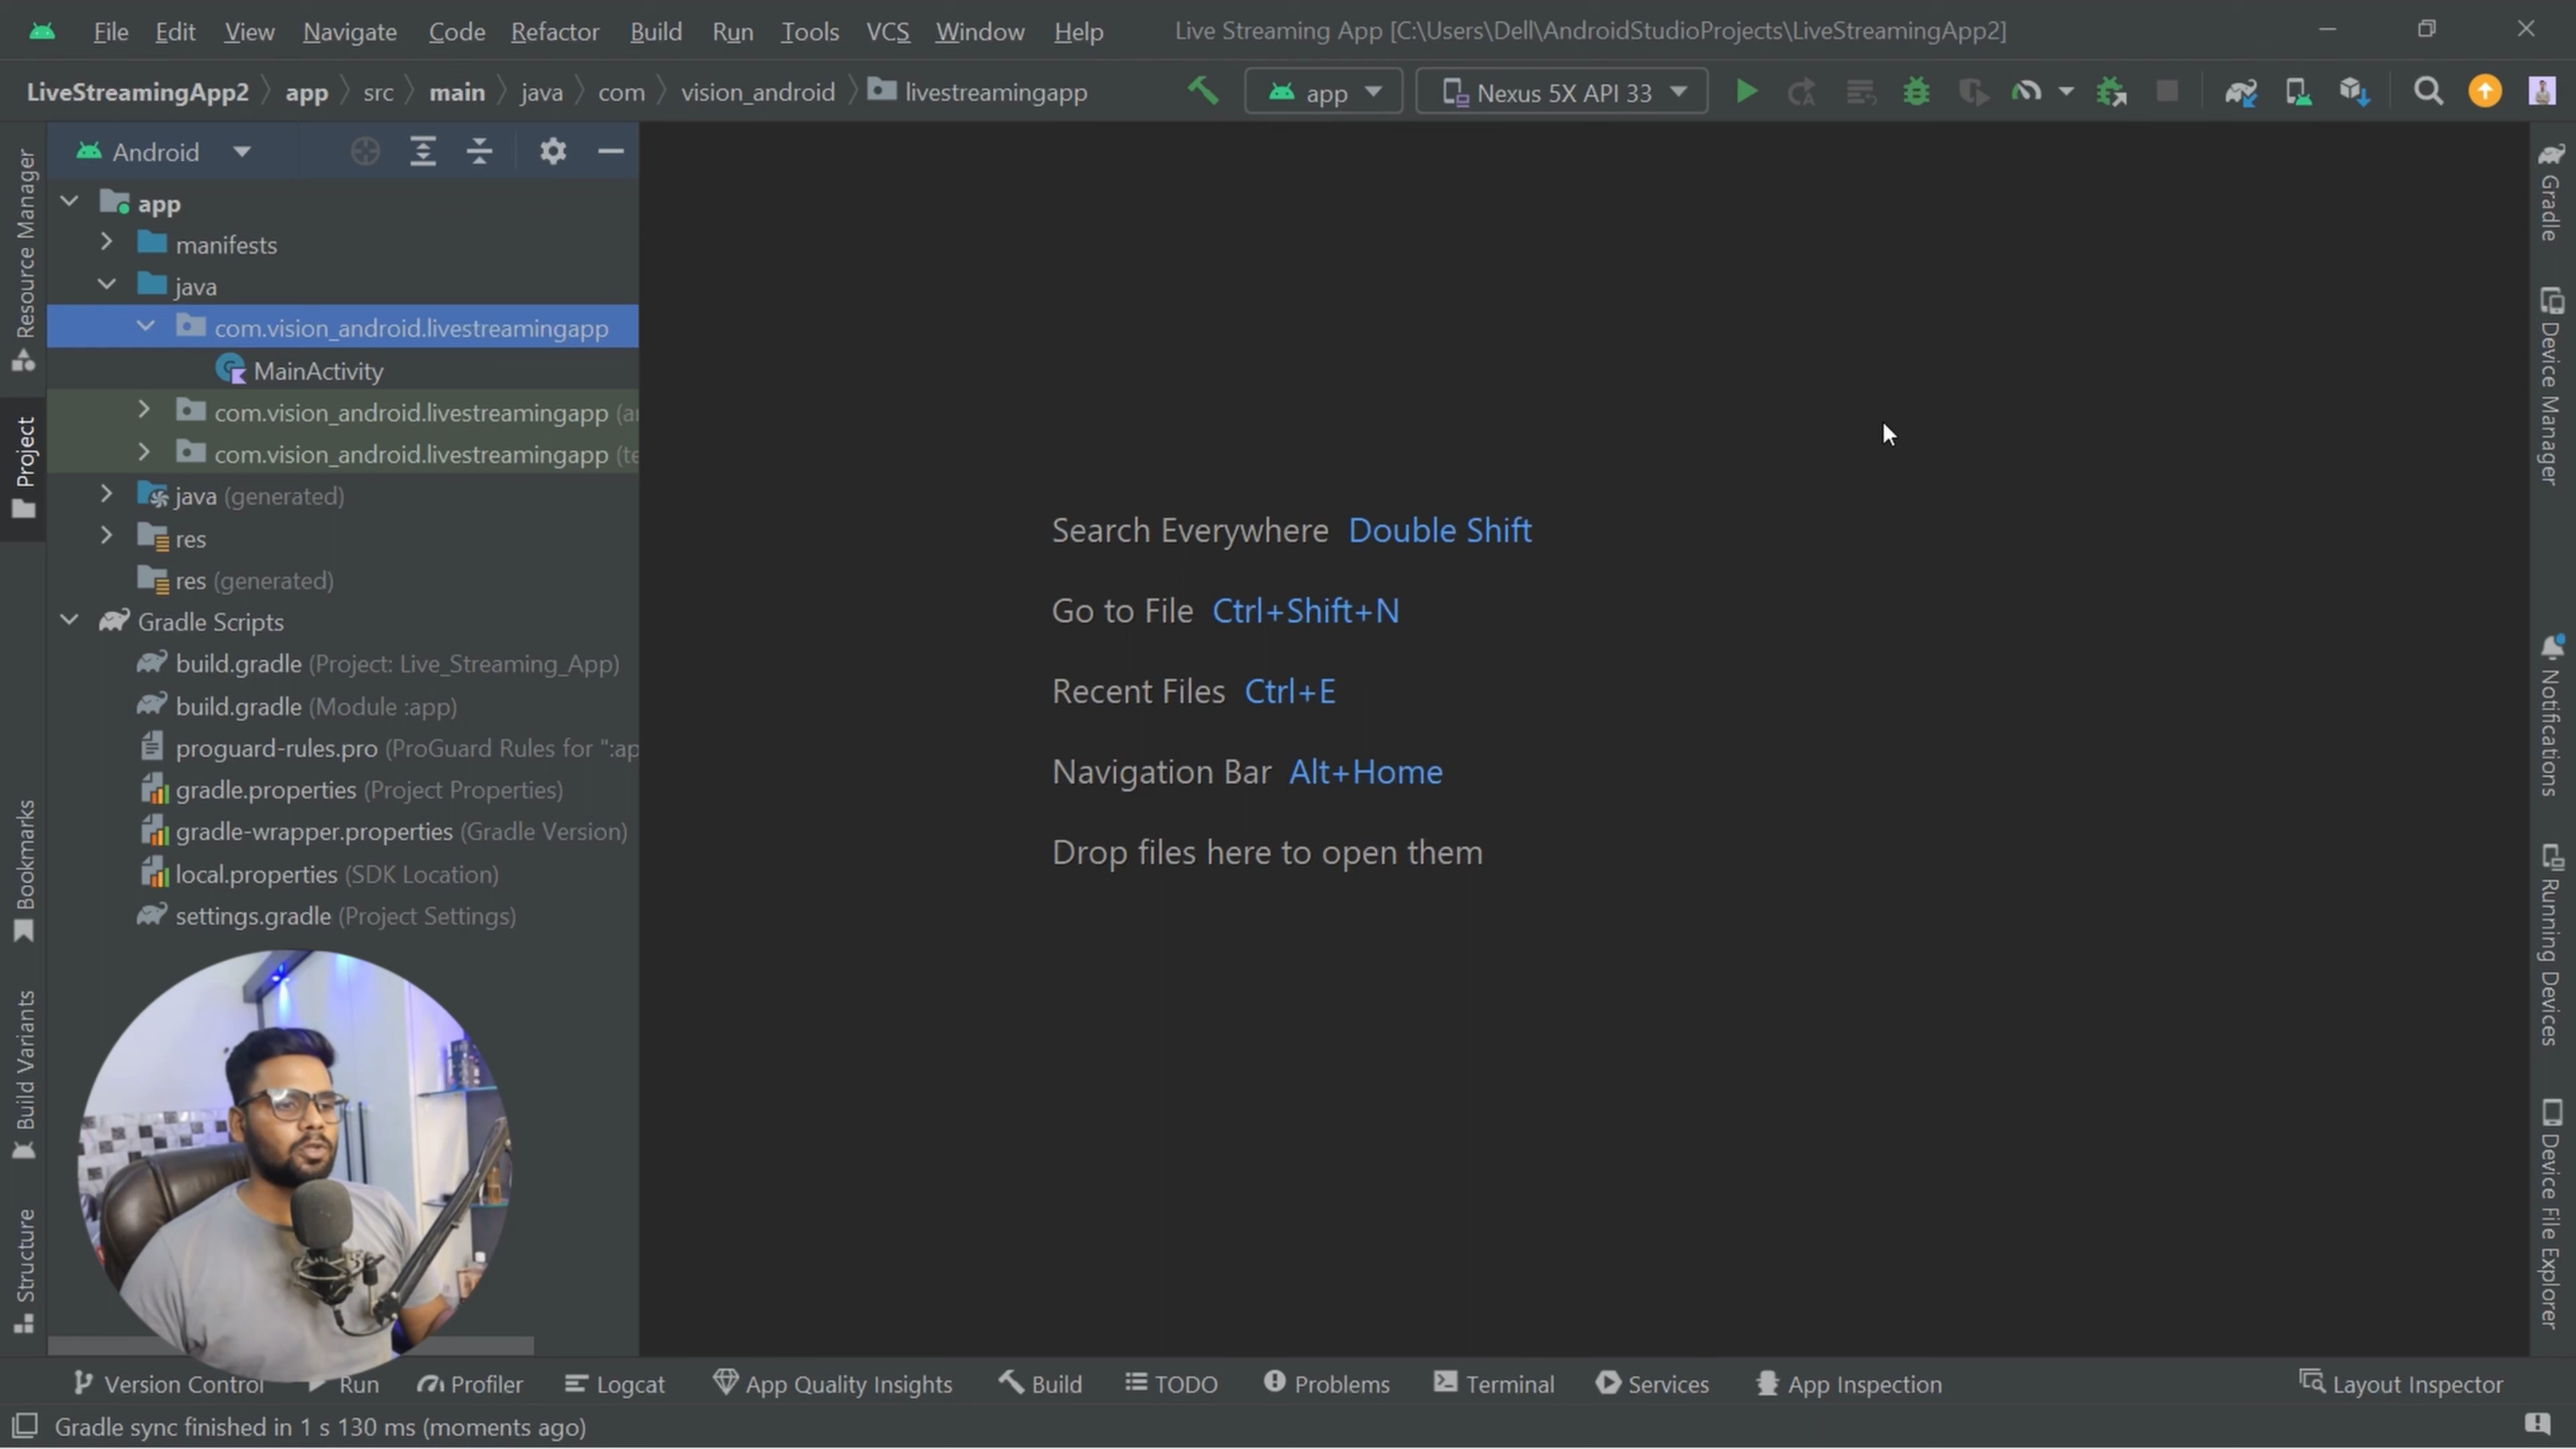 File Edit View Navigate Code Refactor Build Run Tools VCS Window Help Live Streaming App [C:\Users\Dell\AndroidStudioProjects\LiveStreamingApp2]
LiveStreamingApp2 app src main java com vision_android livestreamingapp app Nexus 5X API 33
Android
app
manifests
java
com.vision_android.livestreamingapp
MainActivity
com.vision_android.livestreamingapp (ar
com.vision_android.livestreamingapp (te
java (generated)
res
res (generated)
Gradle Scripts
build.gradle (Project: Live_Streaming_App)
build.gradle (Module :app)
proguard-rules.pro (ProGuard Rules for ":ap
gradle.properties (Project Properties)
gradle-wrapper.properties (Gradle Version)
local.properties (SDK Location)
settings.gradle (Project Settings)
Resource Manager
Project
Bookmarks
Build Variants
Structure
Search Everywhere Double Shift
Go to File Ctrl+Shift+N
Recent Files Ctrl+E
Navigation Bar Alt+Home
Drop files here to open them
Gradle
Device Manager
Notifications
Running Devices
Device File Explorer
Version Control Run Profiler Logcat App Quality Insights Build TODO Problems Terminal Services App Inspection Layout Inspector
Gradle sync finished in 1 s 130 ms (moments ago)